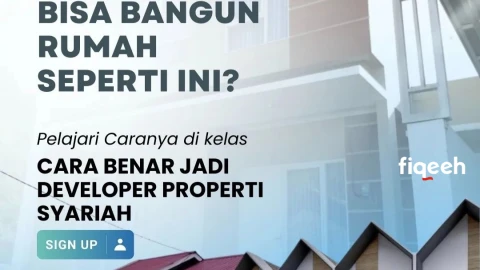 BISA BANGUN
RUMAH
SEPERTI INI?
Pelajari Caranya di kelas
CARA BENAR JADI
DEVELOPER PROPERTI
SYARIAH
fiqeeh
SIGN UP